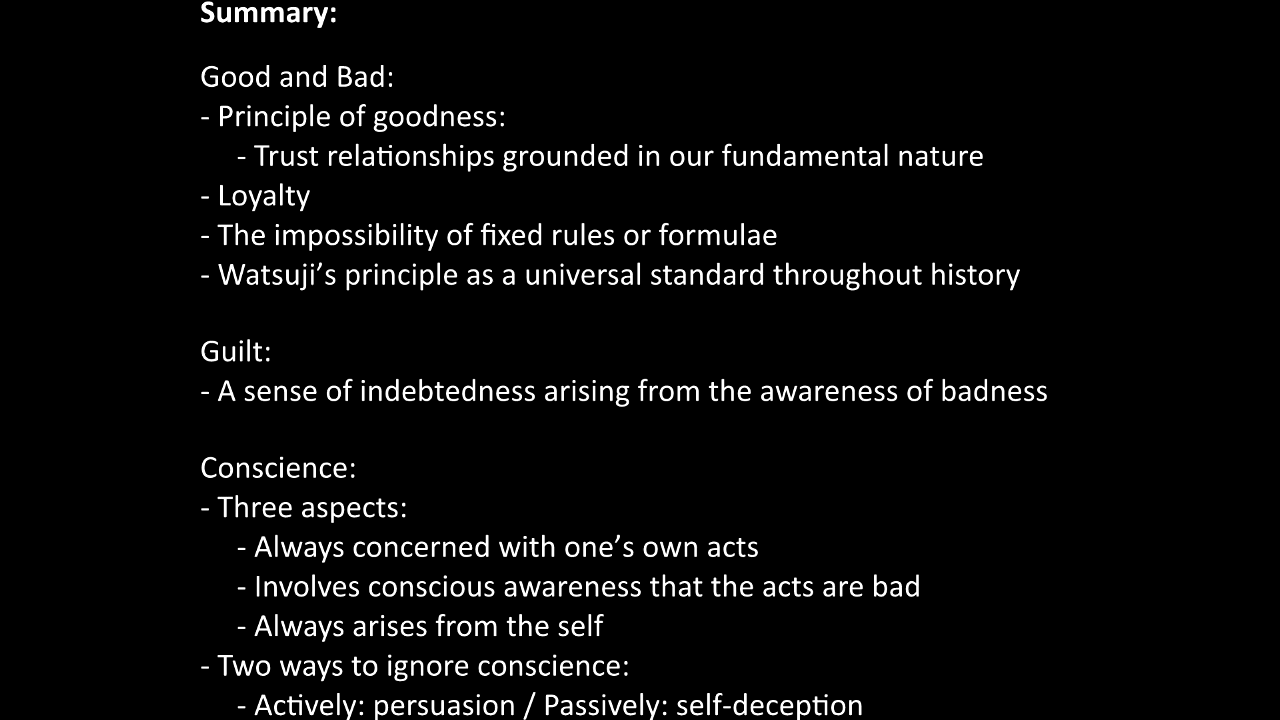 Summary:
Good and Bad:
- Principle of goodness:
- Trust relationships grounded in our fundamental nature
- Loyalty
- The impossibility of fixed rules or formulae
- Watsuji’s principle as a universal standard throughout history
Guilt:
- A sense of indebtedness arising from the awareness of badness
Conscience:
- Three aspects:
- Always concerned with one’s own acts
- Involves conscious awareness that the acts are bad
- Always arises from the self
- Two ways to ignore conscience:
- Actively: persuasion / Passively: self-deception